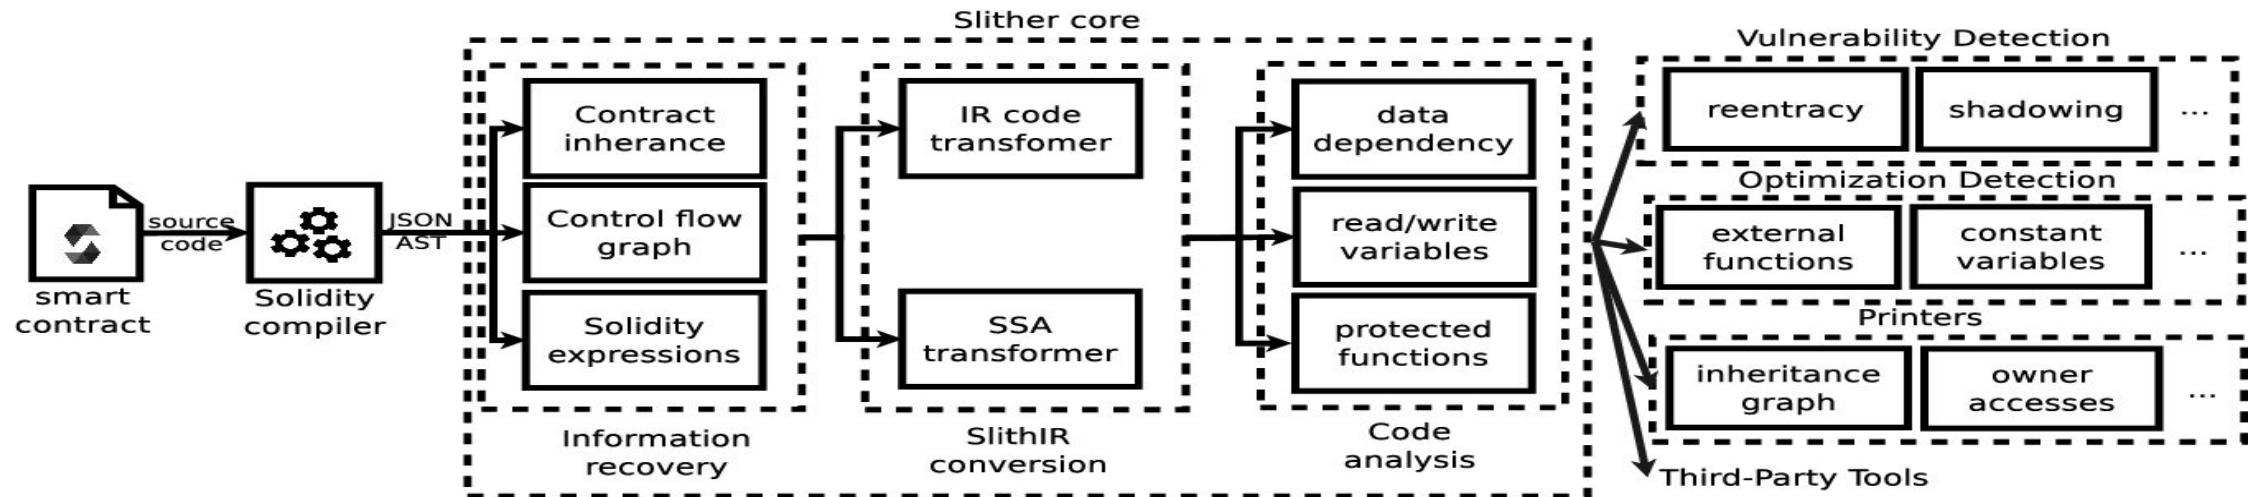 Slither core
Vulnerability Detection
Contract
inherance
IR code
transfomer
data
dependency
reentracy
shadowing
...
smart
contract
source
code
Solidity
compiler
JSON
AST
Control flow
graph
read/write
variables
Optimization Detection
external
functions
constant
variables
...
Solidity
expressions
SSA
transformer
protected
functions
Printers
inheritance
graph
owner
accesses
...
Information
recovery
SlithIR
conversion
Code
analysis
Third-Party Tools